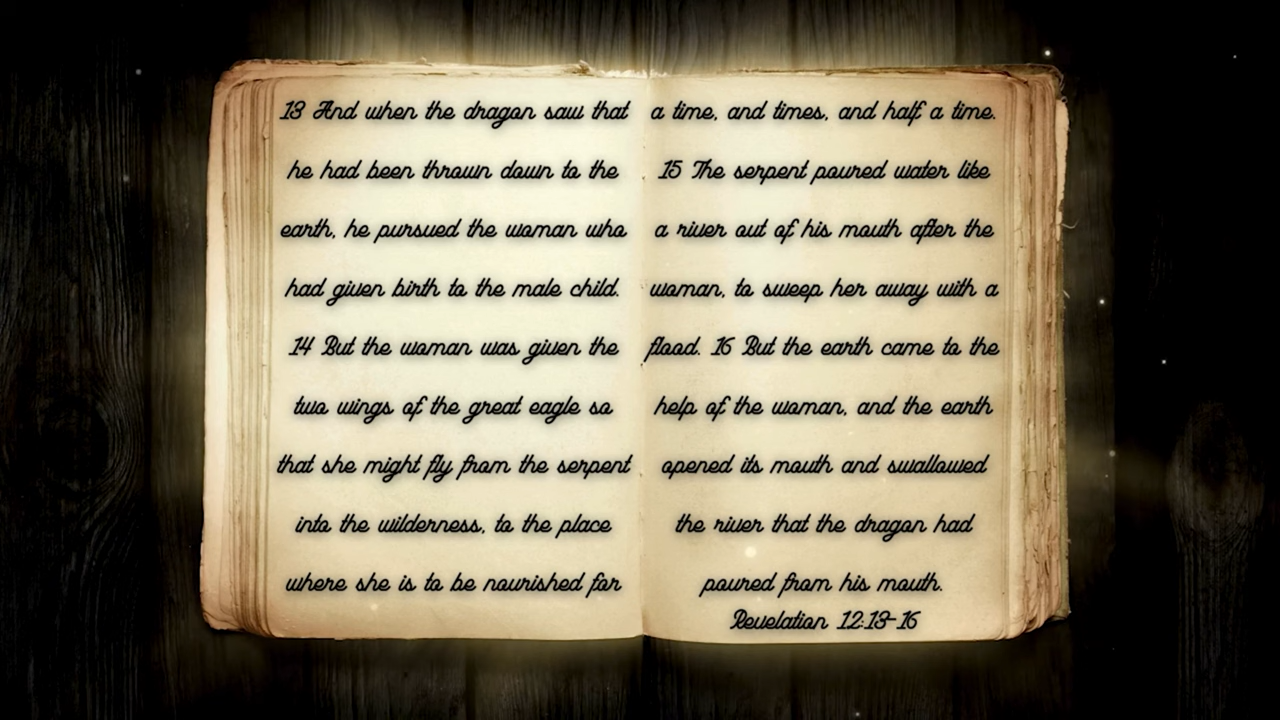 13 And when the dragon saw that
he had been thrown down to the
earth, he pursued the woman who
had given birth to the male child.
14 But the woman was given the
two wings of the great eagle so
that she might fly from the serpent
into the wilderness, to the place
where she is to be nourished for
a time, and times, and half a time.
15 The serpent poured water like
a river out of his mouth after the
woman, to sweep her away with a
flood. 16 But the earth came to the
help of the woman, and the earth
opened its mouth and swallowed
the river that the dragon had
poured from his mouth.
Revelation 12:13-16